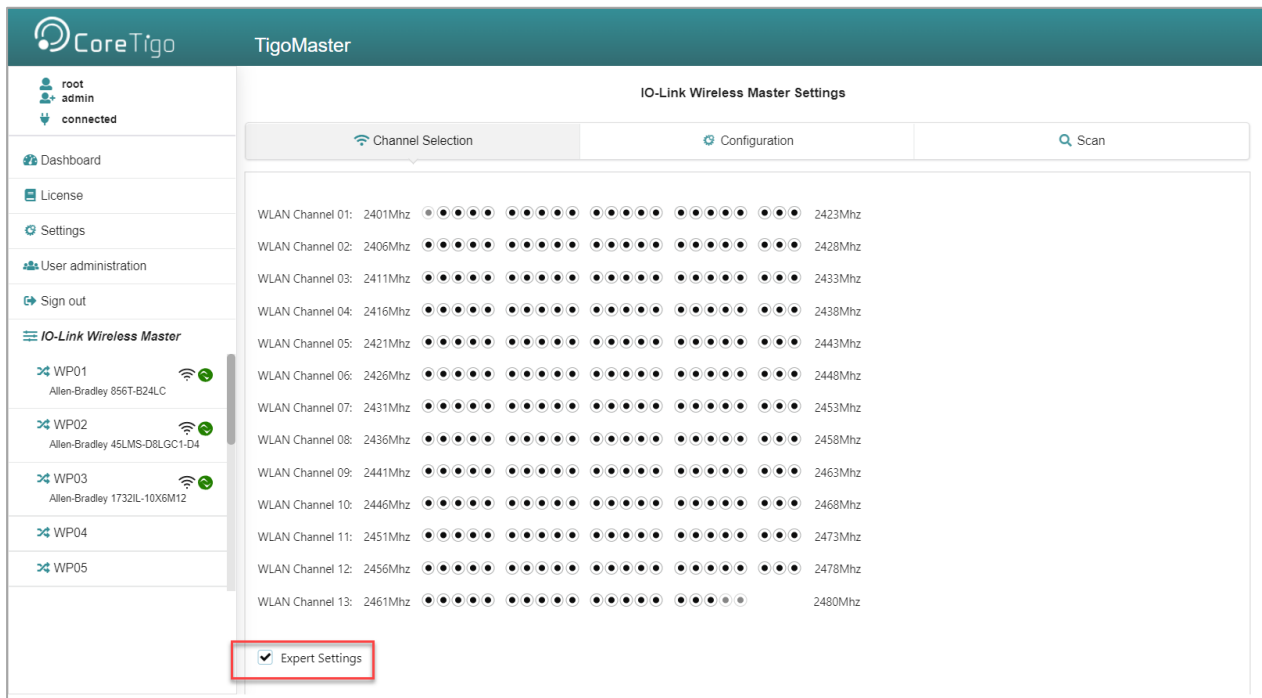 CoreTigo
TigoMaster
root
admin
connected
Dashboard
License
Settings
User administration
Sign out
IO-Link Wireless Master
WP01
Allen-Bradley 856T-B24LC
WP02
Allen-Bradley 45LMS-D8LGC1-D4
WP03
Allen-Bradley 1732IL-10X6M12
WP04
WP05
IO-Link Wireless Master Settings
Channel Selection
Configuration
Scan
WLAN Channel 01: 2401Mhz 2423Mhz
WLAN Channel 02: 2406Mhz 2428Mhz
WLAN Channel 03: 2411Mhz 2433Mhz
WLAN Channel 04: 2416Mhz 2438Mhz
WLAN Channel 05: 2421Mhz 2443Mhz
WLAN Channel 06: 2426Mhz 2448Mhz
WLAN Channel 07: 2431Mhz 2453Mhz
WLAN Channel 08: 2436Mhz 2458Mhz
WLAN Channel 09: 2441Mhz 2463Mhz
WLAN Channel 10: 2446Mhz 2468Mhz
WLAN Channel 11: 2451Mhz 2473Mhz
WLAN Channel 12: 2456Mhz 2478Mhz
WLAN Channel 13: 2461Mhz 2480Mhz
Expert Settings